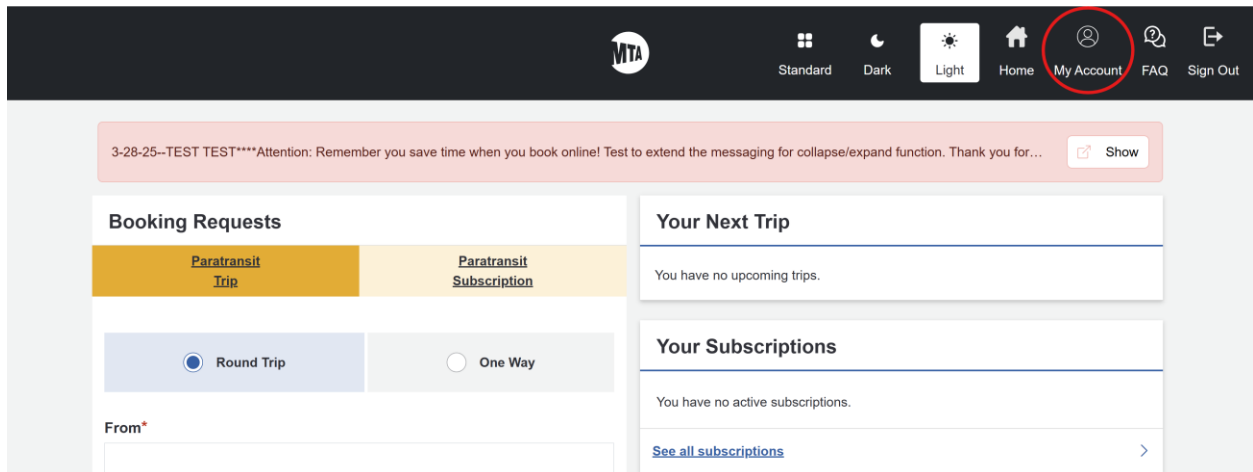 MTA
Standard
Dark
Light
Home
My Account
FAQ
Sign Out
3-28-25--TEST TEST****Attention: Remember you save time when you book online! Test to extend the messaging for collapse/expand function. Thank you for…
Show
Booking Requests
Paratransit
Trip
Paratransit
Subscription
Round Trip
One Way
From*
Your Next Trip
You have no upcoming trips.
Your Subscriptions
You have no active subscriptions.
See all subscriptions